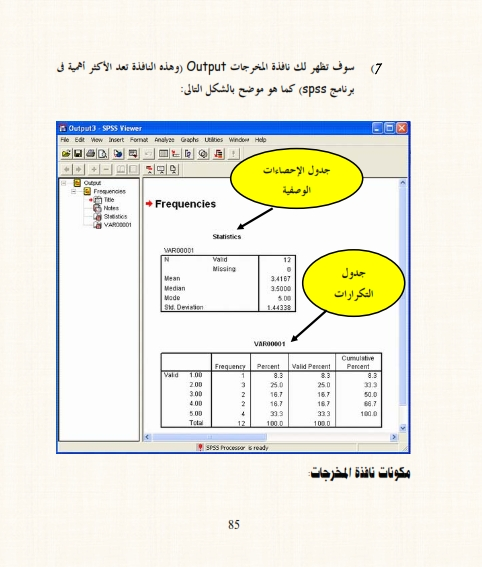 7) سوف تظهر لك نافذة المخرجات Output (وهذه النافذة تعد الأكثر أهمية فى
برنامج spss) كما هو موضح بالشكل التالى:
Output3 - SPSS Viewer
File Edit View Insert Format Analyze Graphs Utilities Window Help
Output
Frequencies
Title
Notes
Statistics
VAR00001
جدول الإحصاءات
الوصفية
Frequencies
Statistics
VAR00001
N Valid 12
Missing 0
Mean 3.4167
Median 3.5000
Mode 5.00
Std. Deviation 1.44338
جدول
التكرارات
VAR00001
Frequency Percent Valid Percent Cumulative Percent
Valid 1.00 1 8.3 8.3 8.3
2.00 3 25.0 25.0 33.3
3.00 2 16.7 16.7 50.0
4.00 2 16.7 16.7 66.7
5.00 4 33.3 33.3 100.0
Total 12 100.0 100.0
SPSS Processor is ready
مكونات نافذة المخرجات:
85